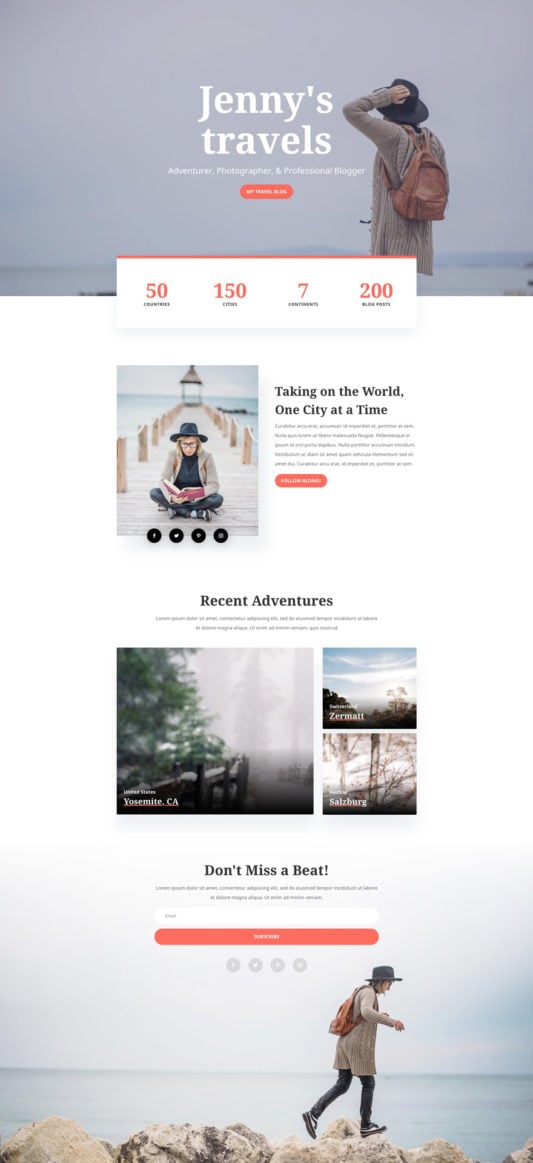 Jenny's
travels
Adventurer, Photographer, & Professional Blogger
MY TRAVEL BLOG
50 150 7 200
COUNTRIES CITIES CONTINENTS BLOG POSTS
Taking on the World,
One City at a Time
Curabitur arcu erat, accumsan id imperdiet et, porttitor at sem.
Nulla quis lorem ut libero malesuada feugiat. Pellentesque in
ipsum id orci porta dapibus. Nulla porttitor accumsan tincidunt.
Vestibulum ac diam sit amet quam vehicula elementum sed sit
amet dui. Curabitur arcu erat, id imperdiet et, porttitor at sem.
FOLLOW ALONG!
Recent Adventures
Lorem ipsum dolor sit amet, consectetur adipiscing elit, sed do eiusmod tempor incididunt ut labore
et dolore magna aliqua. Ut enim ad minim veniam, quis nostrud
United States
Yosemite, CA
Switzerland
Zermatt
Austria
Salzburg
Don't Miss a Beat!
Lorem ipsum dolor sit amet, consectetur adipiscing elit, sed do eiusmod tempor incididunt ut labore
et dolore magna aliqua. Ut enim ad minim veniam.
Email
SUBSCRIBE